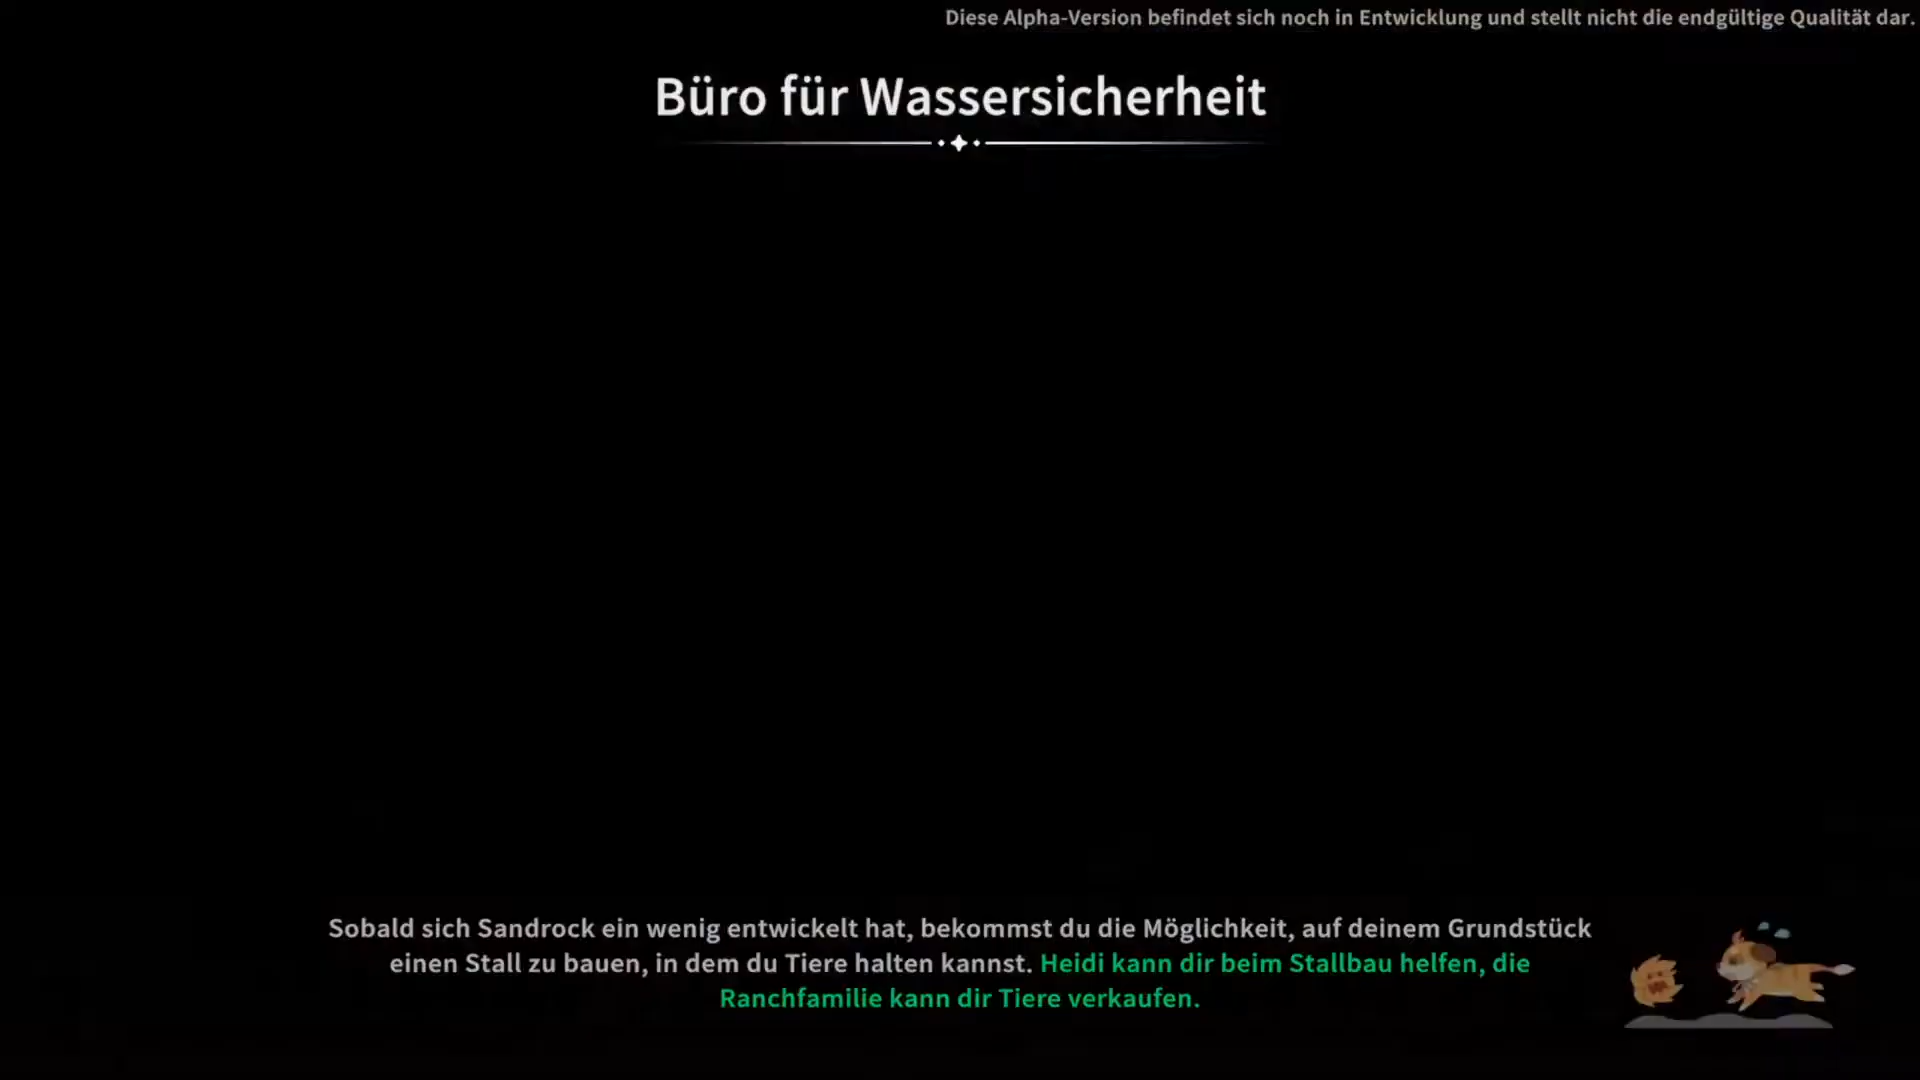 Diese Alpha-Version befindet sich noch in Entwicklung und stellt nicht die endgültige Qualität dar.
Büro für Wassersicherheit
Sobald sich Sandrock ein wenig entwickelt hat, bekommst du die Möglichkeit, auf deinem Grundstück
einen Stall zu bauen, in dem du Tiere halten kannst. Heidi kann dir beim Stallbau helfen, die
Ranchfamilie kann dir Tiere verkaufen.